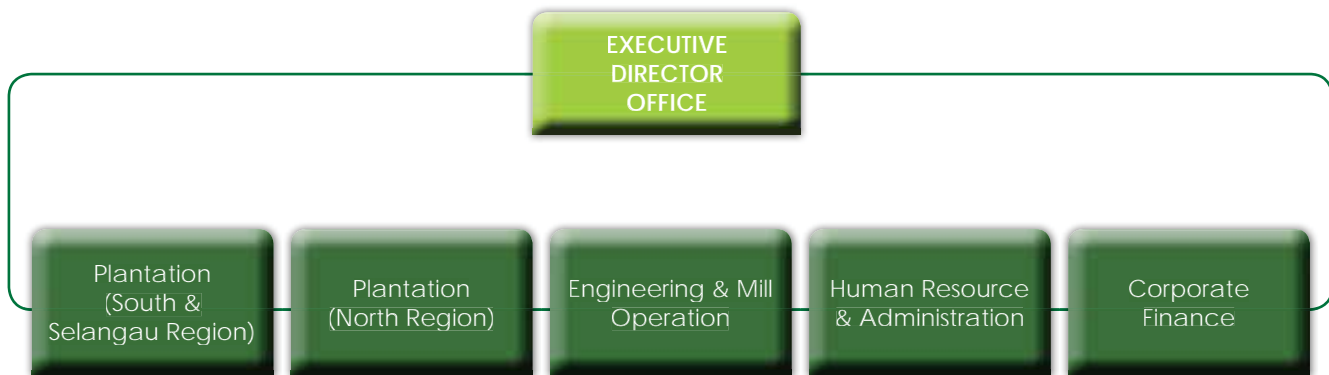 EXECUTIVE
DIRECTOR
OFFICE
Plantation
(South &
Selangau Region)
Plantation
(North Region)
Engineering & Mill
Operation
Human Resource
& Administration
Corporate
Finance